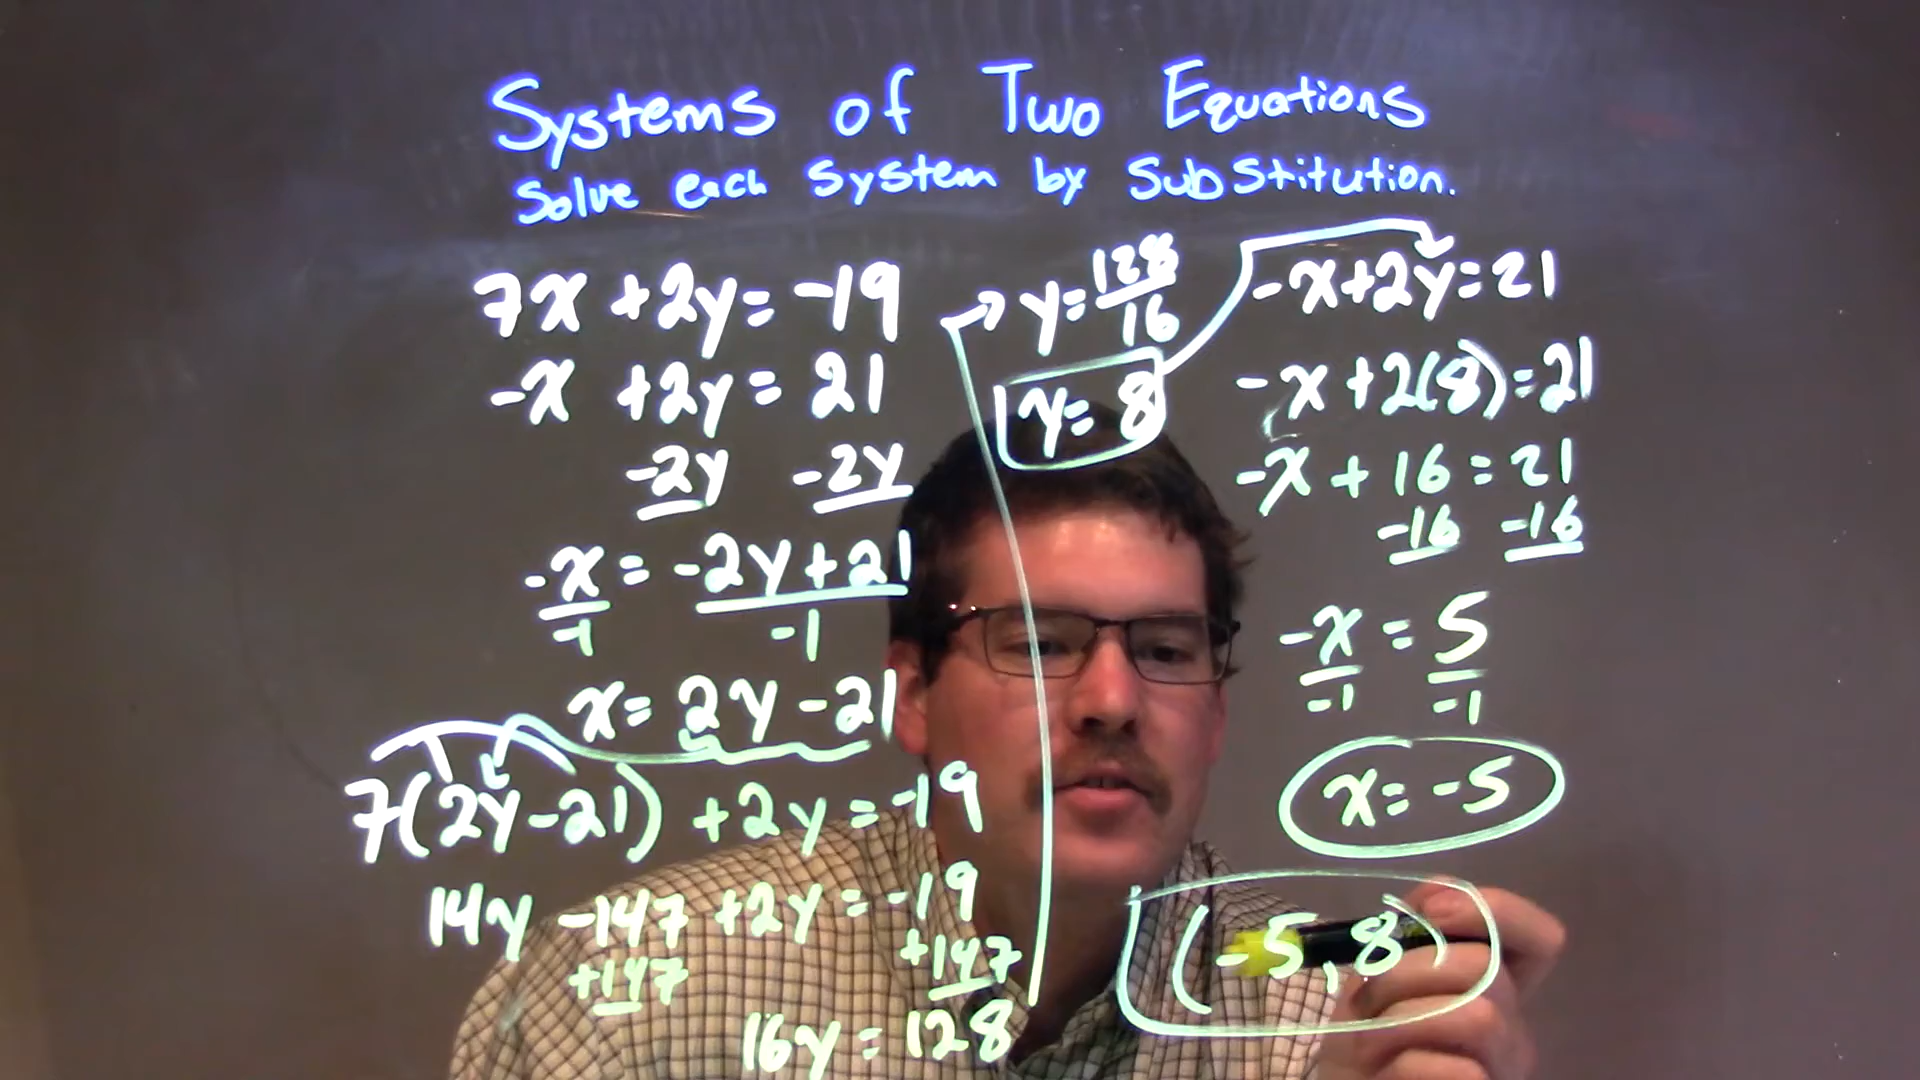 Systems of Two Equations
Solve each system by Substitution.
7x + 2y = -19
-x + 2y = 21
-2y -2y
-x = -2y + 21
-1 -1
x = 2y - 21
7(2y - 21) + 2y = -19
14y - 147 + 2y = -19
+147 +147
16y = 128
y = 128
16
y = 8
-x + 2y = 21
-x + 2(8) = 21
-x + 16 = 21
-16 -16
-x = 5
-1 -1
x = -5
(-5, 8)